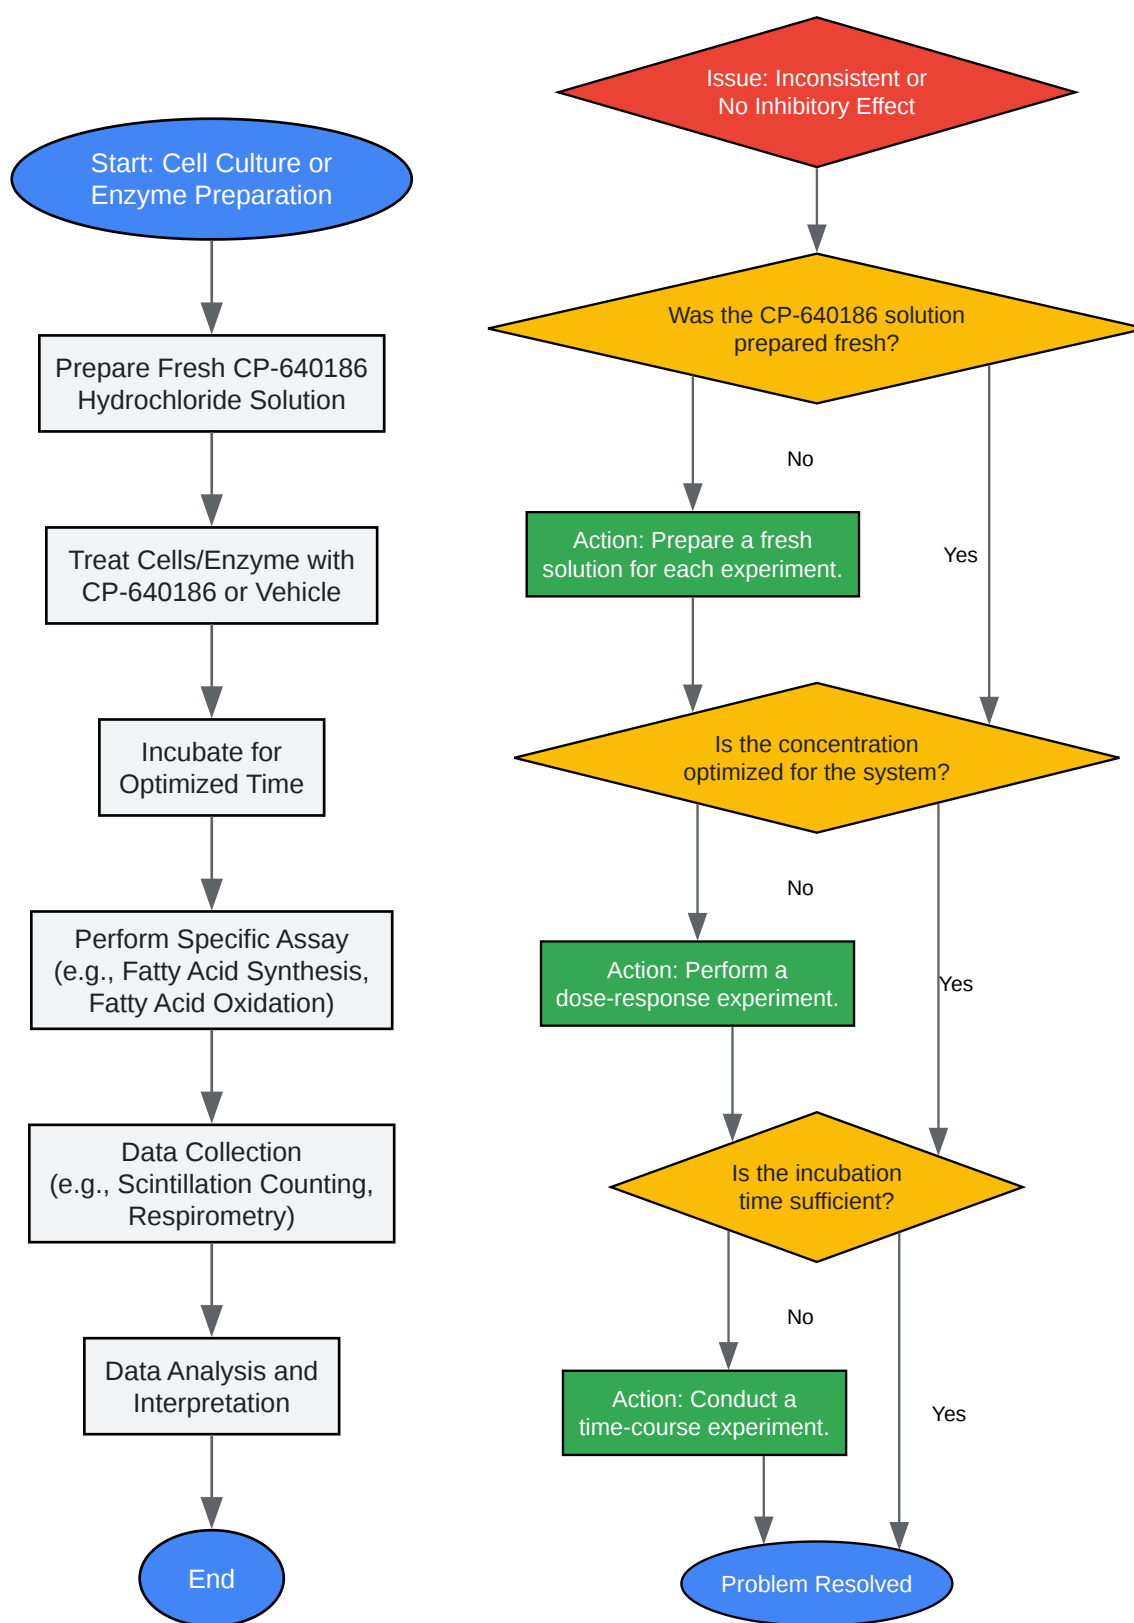 Start: Cell Culture or
Enzyme Preparation
Prepare Fresh CP-640186
Hydrochloride Solution
Treat Cells/Enzyme with
CP-640186 or Vehicle
Incubate for
Optimized Time
Perform Specific Assay
(e.g., Fatty Acid Synthesis,
Fatty Acid Oxidation)
Data Collection
(e.g., Scintillation Counting,
Respirometry)
Data Analysis and
Interpretation
End
Issue: Inconsistent or
No Inhibitory Effect
Was the CP-640186 solution
prepared fresh?
No
Action: Prepare a fresh
solution for each experiment.
Yes
Is the concentration
optimized for the system?
No
Action: Perform a
dose-response experiment.
Yes
Is the incubation
time sufficient?
No
Action: Conduct a
time-course experiment.
Yes
Problem Resolved